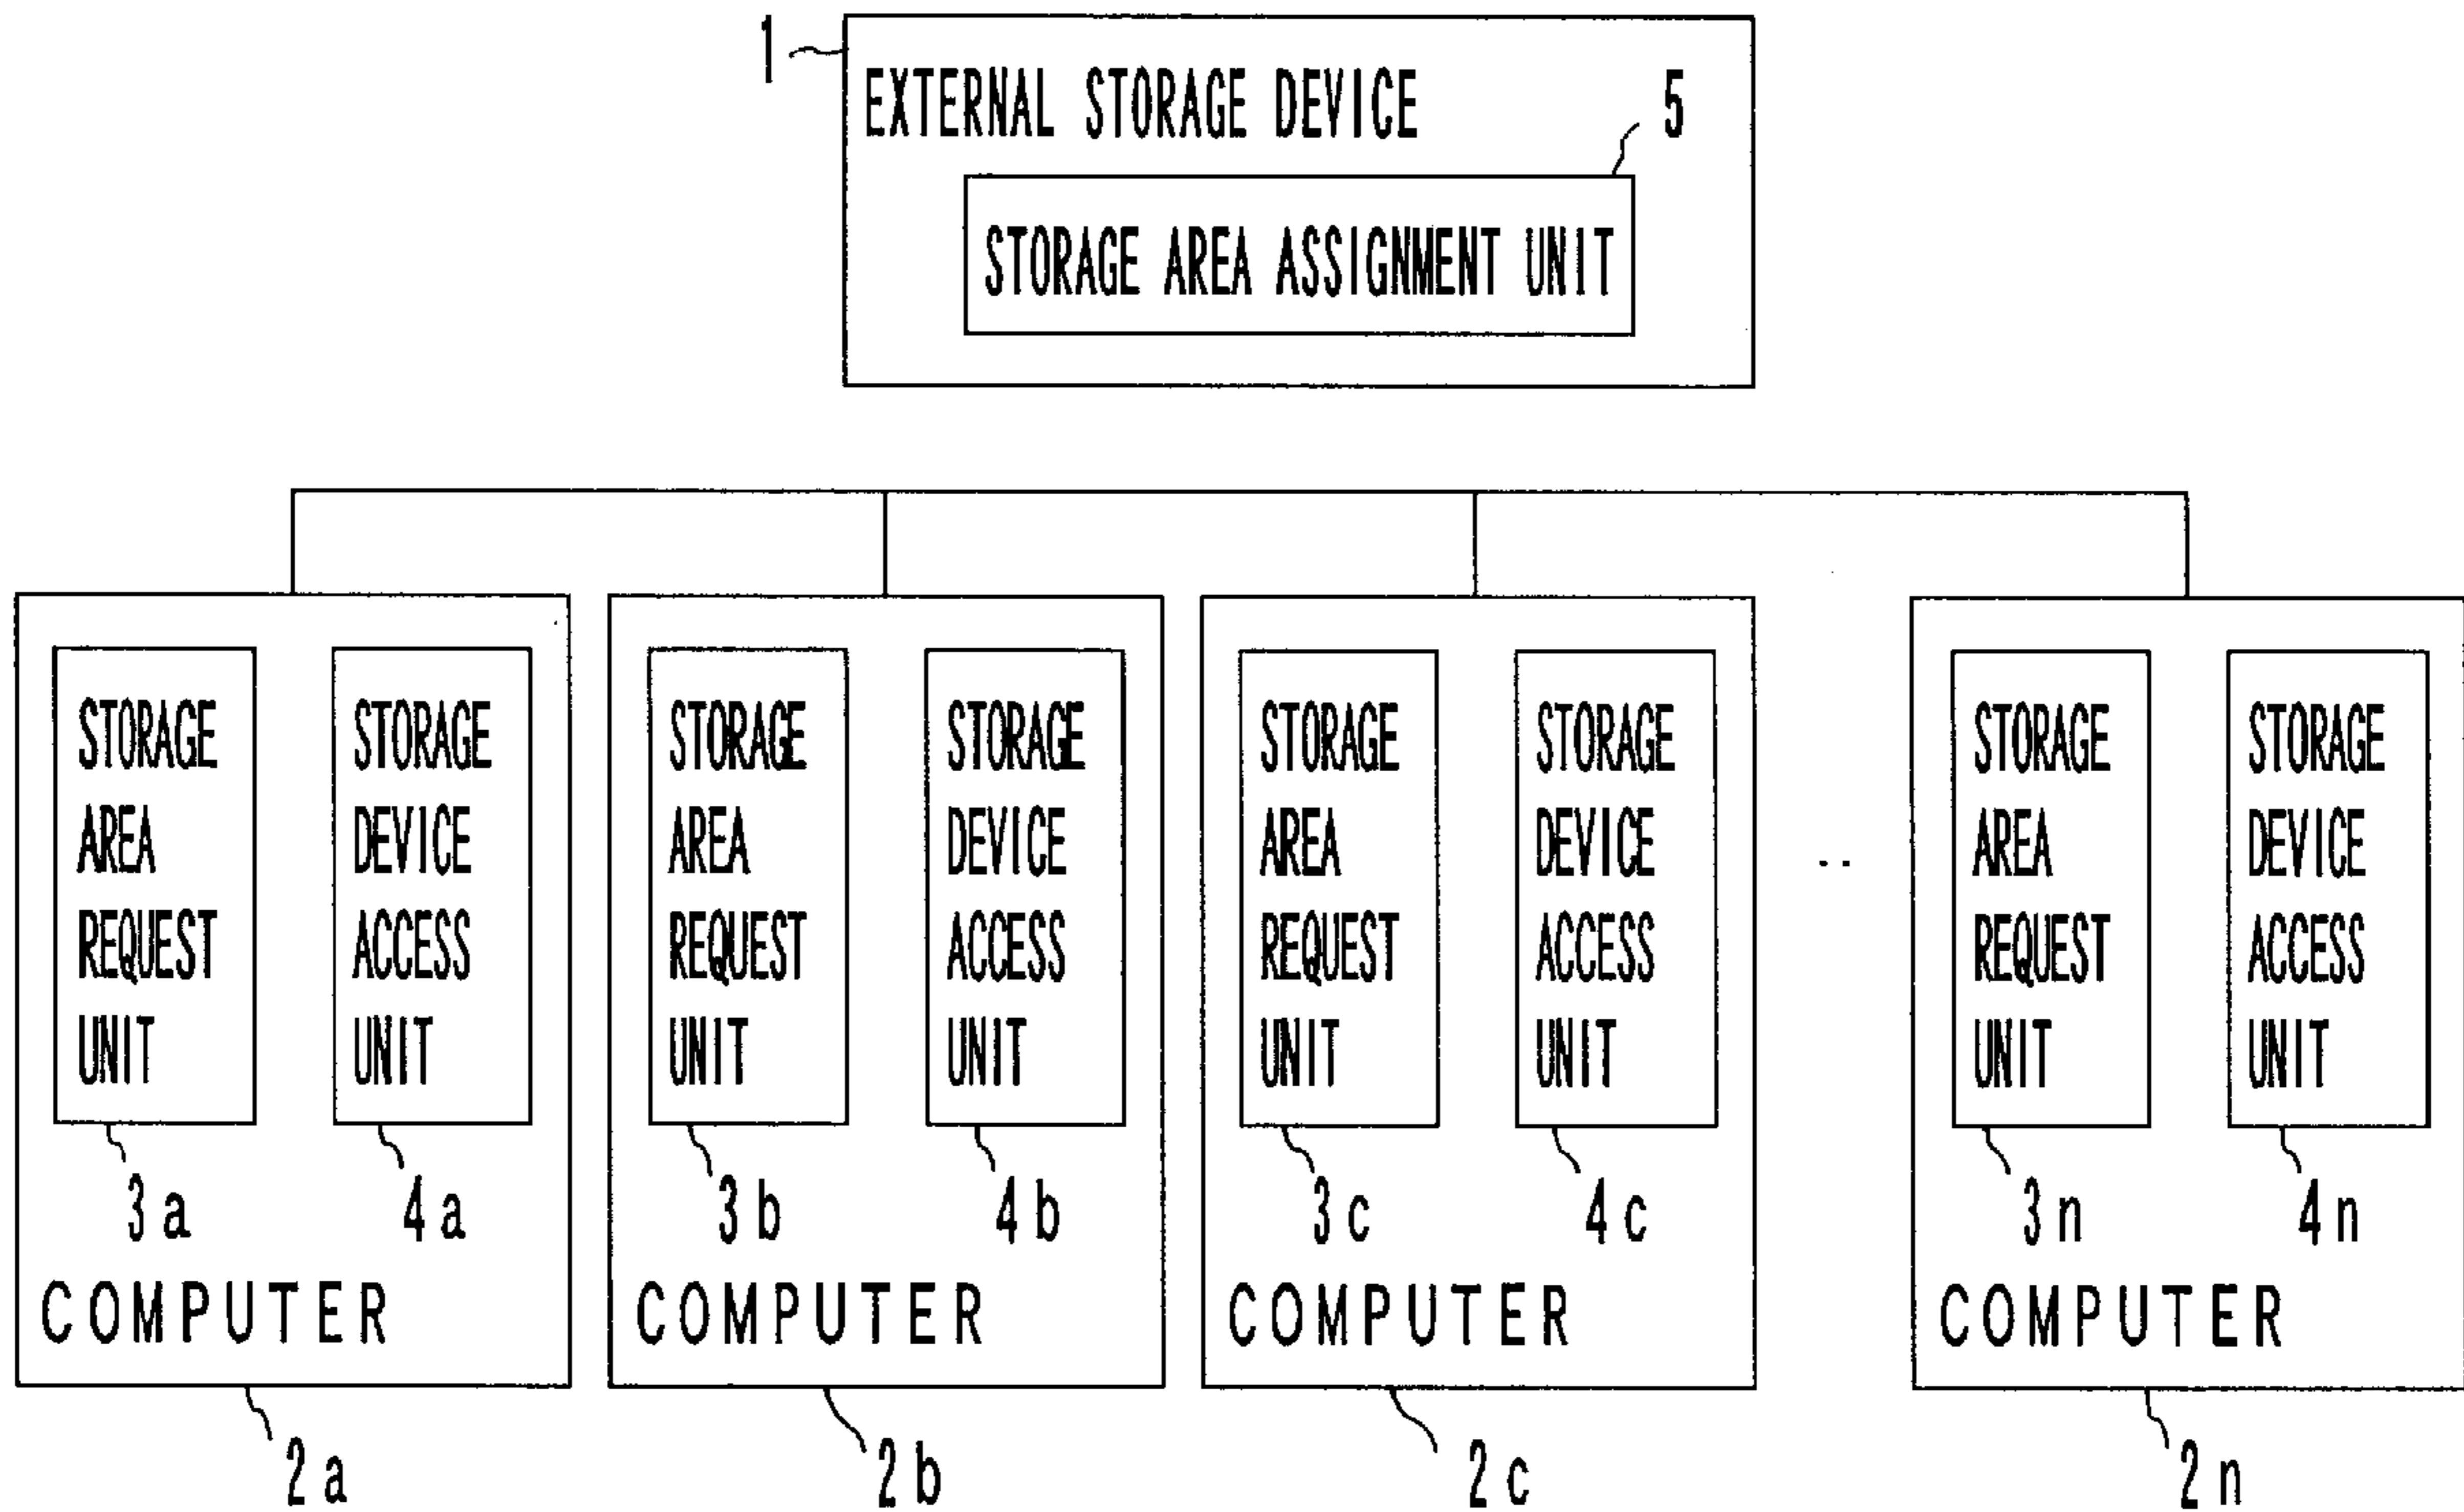 1
EXTERNAL STORAGE DEVICE
5
STORAGE AREA ASSIGNMENT UNIT
STORAGE
AREA
REQUEST
UNIT
3a
STORAGE
DEVICE
ACCESS
UNIT
4a
COMPUTER
2a
STORAGE
AREA
REQUEST
UNIT
3b
STORAGE
DEVICE
ACCESS
UNIT
4b
COMPUTER
2b
STORAGE
AREA
REQUEST
UNIT
3c
STORAGE
DEVICE
ACCESS
UNIT
4c
COMPUTER
2c
..
STORAGE
AREA
REQUEST
UNIT
3n
STORAGE
DEVICE
ACCESS
UNIT
4n
COMPUTER
2n